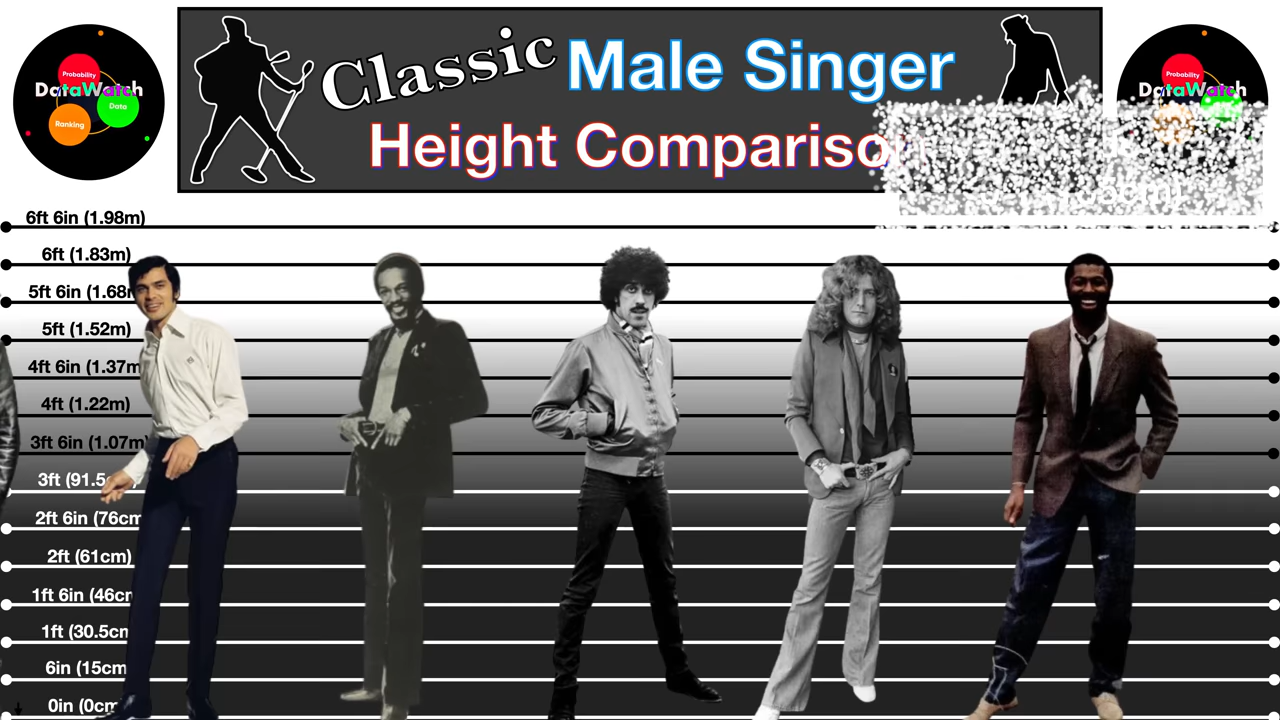 Classic Male Singer
Height Comparison
Probability
DataWatch
Data
Ranking
Probability
DataWatch
6ft 6in (1.98m)
6ft (1.83m)
5ft 6in (1.68m
5ft (1.52m)
4ft 6in (1.37m
4ft (1.22m)
3ft 6in (1.07m)
3ft (91.5
2ft 6in (76cm
2ft (61cm)
1ft 6in (46cm
1ft (30.5cm
6in (15cm
0in (0cm